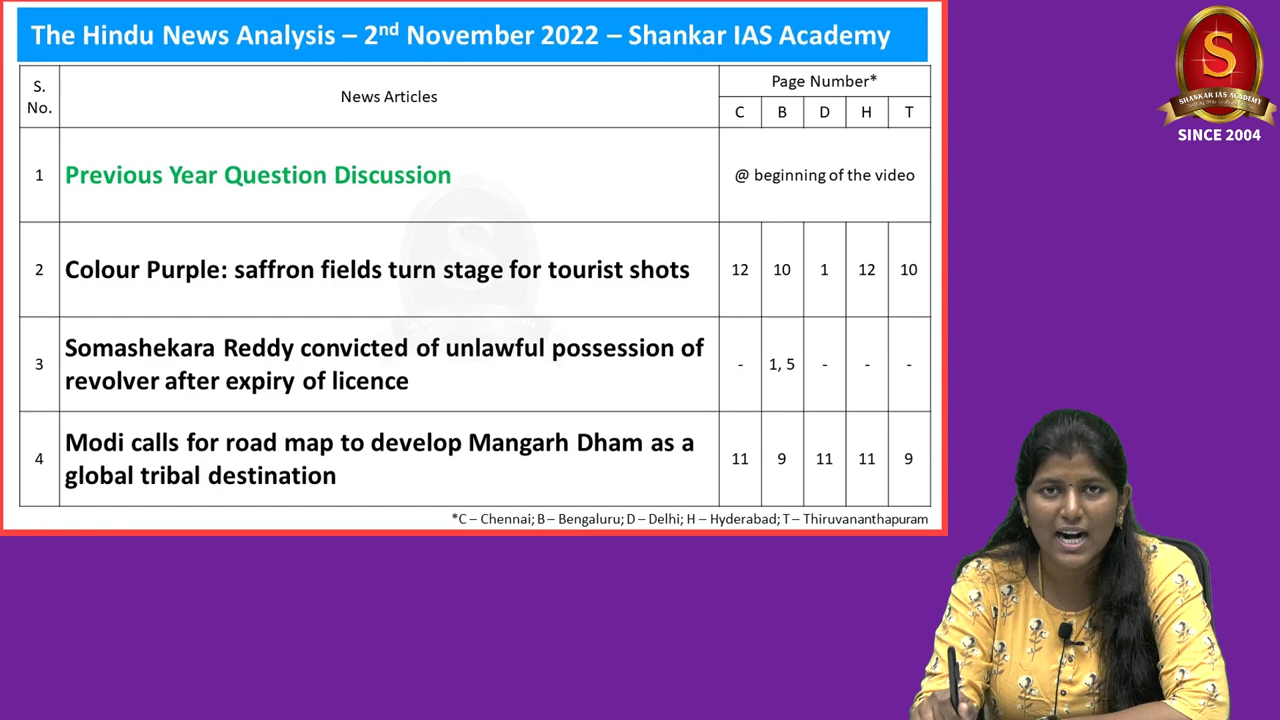 The Hindu News Analysis – 2nd November 2022 – Shankar IAS Academy
S. No.
News Articles
Page Number*
C B D H T
1
Previous Year Question Discussion
@ beginning of the video
2
Colour Purple: saffron fields turn stage for tourist shots
12 10 1 12 10
3
Somashekara Reddy convicted of unlawful possession of
revolver after expiry of licence
- 1, 5 - - -
4
Modi calls for road map to develop Mangarh Dham as a
global tribal destination
11 9 11 11 9
*C – Chennai; B – Bengaluru; D – Delhi; H – Hyderabad; T – Thiruvananthapuram
S
SHANKAR IAS ACADEMY
SINCE 2004